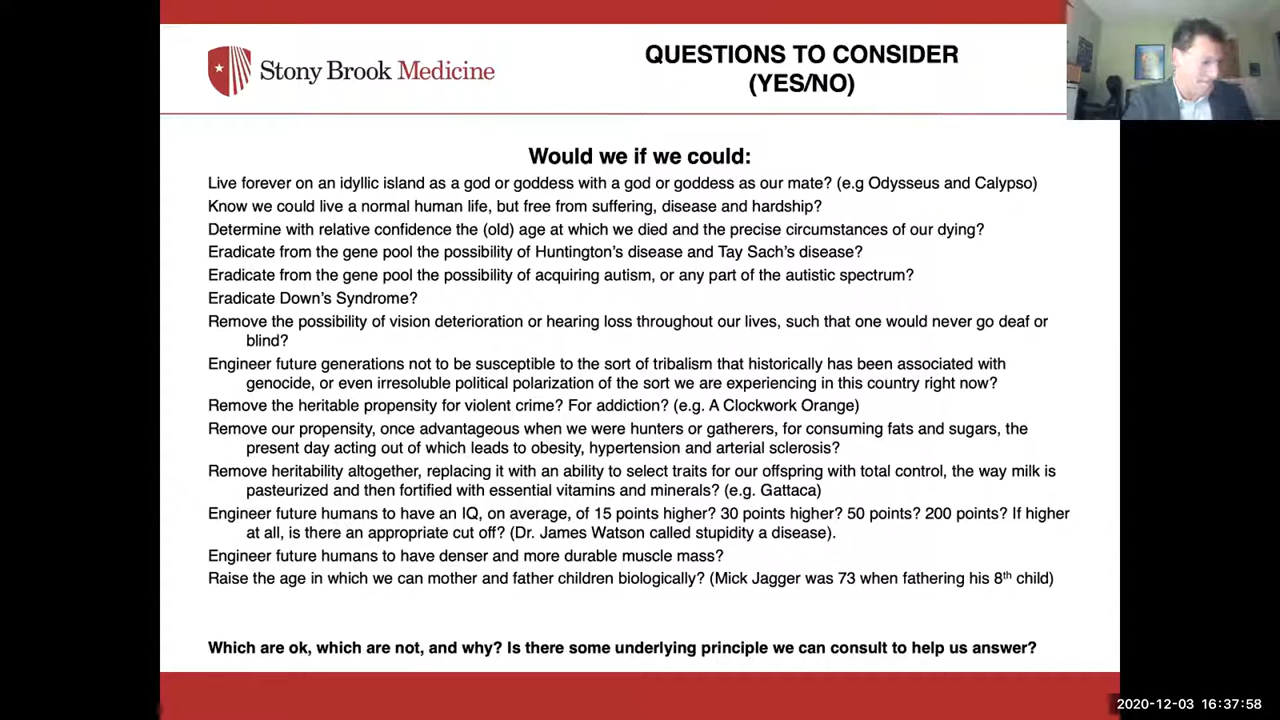 Stony Brook Medicine
QUESTIONS TO CONSIDER
(YES/NO)
Would we if we could:
Live forever on an idyllic island as a god or goddess with a god or goddess as our mate? (e.g Odysseus and Calypso)
Know we could live a normal human life, but free from suffering, disease and hardship?
Determine with relative confidence the (old) age at which we died and the precise circumstances of our dying?
Eradicate from the gene pool the possibility of Huntington's disease and Tay Sach's disease?
Eradicate from the gene pool the possibility of acquiring autism, or any part of the autistic spectrum?
Eradicate Down's Syndrome?
Remove the possibility of vision deterioration or hearing loss throughout our lives, such that one would never go deaf or
blind?
Engineer future generations not to be susceptible to the sort of tribalism that historically has been associated with
genocide, or even irresoluble political polarization of the sort we are experiencing in this country right now?
Remove the heritable propensity for violent crime? For addiction? (e.g. A Clockwork Orange)
Remove our propensity, once advantageous when we were hunters or gatherers, for consuming fats and sugars, the
present day acting out of which leads to obesity, hypertension and arterial sclerosis?
Remove heritability altogether, replacing it with an ability to select traits for our offspring with total control, the way milk is
pasteurized and then fortified with essential vitamins and minerals? (e.g. Gattaca)
Engineer future humans to have an IQ, on average, of 15 points higher? 30 points higher? 50 points? 200 points? If higher
at all, is there an appropriate cut off? (Dr. James Watson called stupidity a disease).
Engineer future humans to have denser and more durable muscle mass?
Raise the age in which we can mother and father children biologically? (Mick Jagger was 73 when fathering his 8th child)
Which are ok, which are not, and why? Is there some underlying principle we can consult to help us answer?
2020-12-03 16:37:58